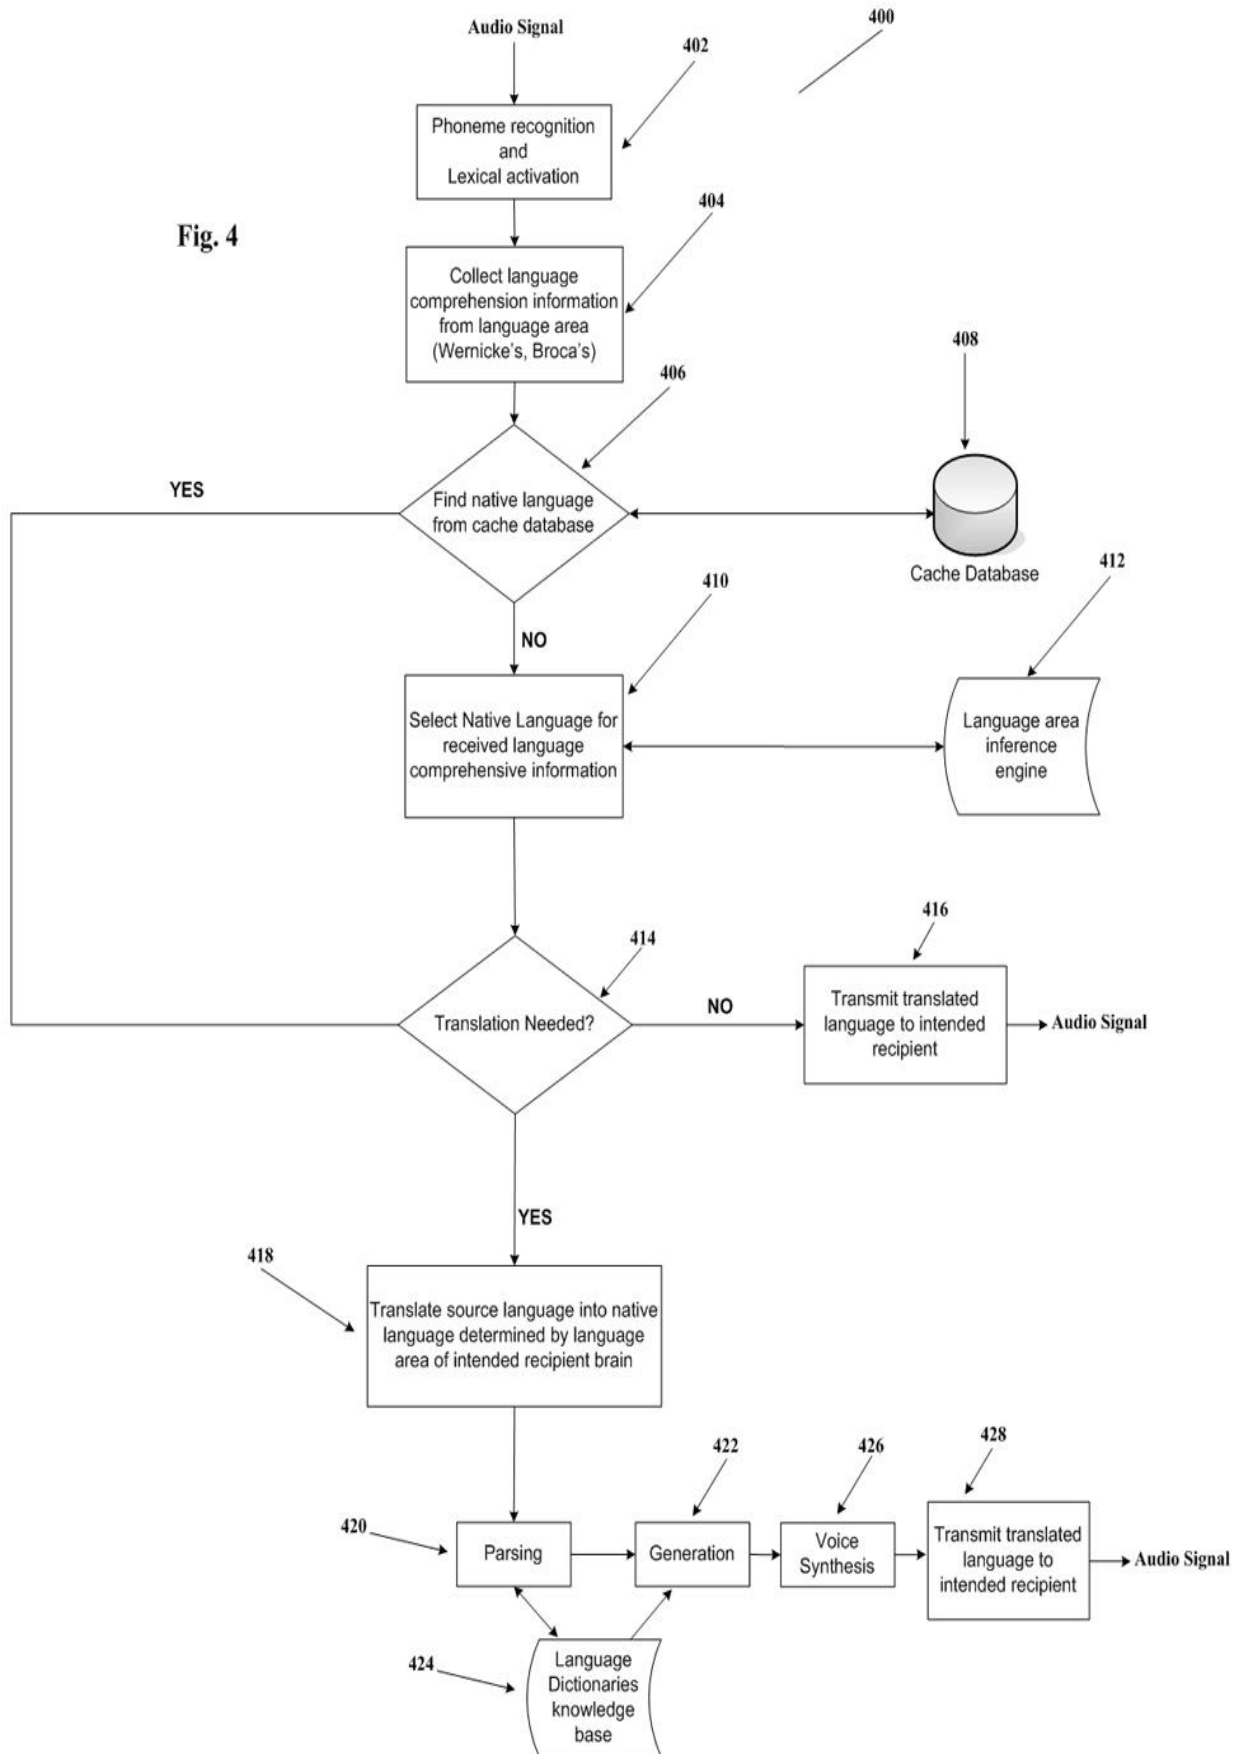 Audio Signal
400
402
Phoneme recognition
and
Lexical activation
404
Fig. 4
Collect language
comprehension information
from language area
(Wernicke's, Broca's)
406
408
YES
Find native language
from cache database
Cache Database
412
410
NO
Select Native Language for
received language
comprehensive information
Language area
inference
engine
416
414
Translation Needed?
NO
Transmit translated
language to intended
recipient
Audio Signal
YES
418
Translate source language into native
language determined by language
area of intended recipient brain
422
426
428
420
Parsing
Generation
Voice
Synthesis
Transmit translated
language to
intended recipient
Audio Signal
424
Language
Dictionaries
knowledge
base